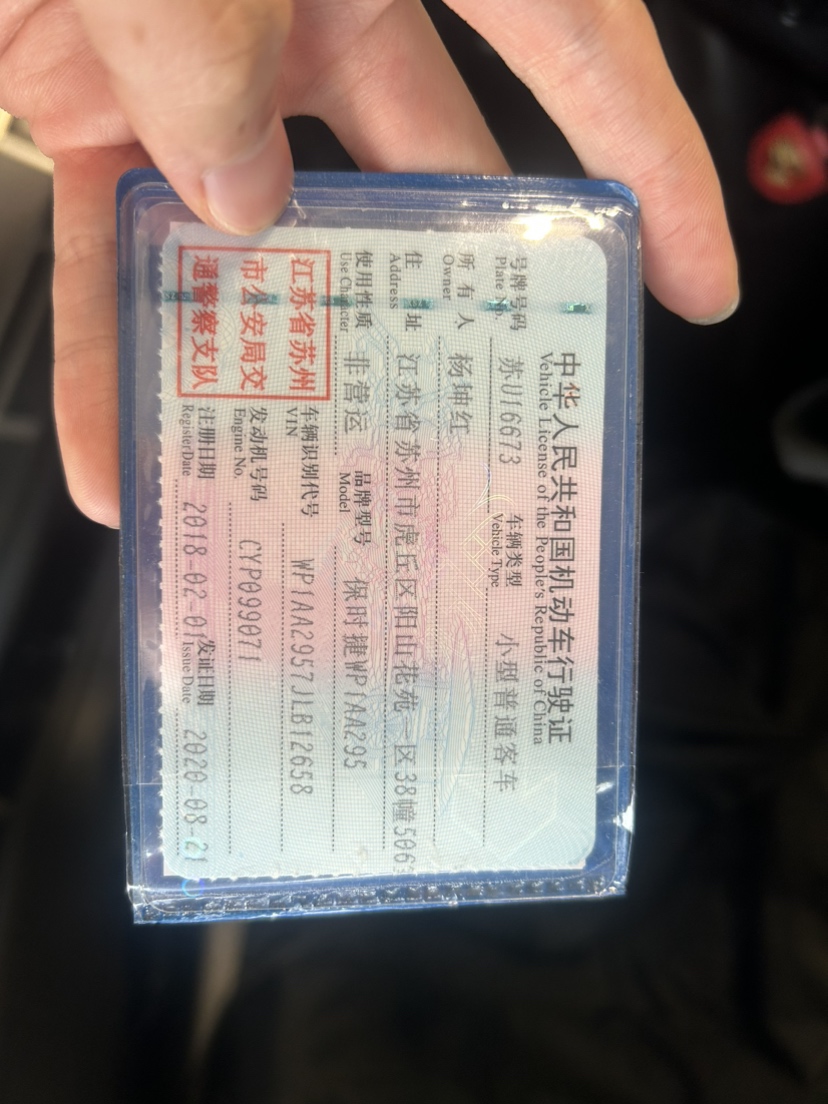 中华人民共和国机动车行驶证
Vehicle License of the People's Republic of China
号牌号码 苏U16673 车辆类型 小型普通客车
Plate No. Vehicle Type
所有人 杨坤红
Owner
住址 江苏省苏州市虎丘区阳山花苑一区38幢506
Address
使用性质 非营运 品牌型号 保时捷WP1AA295
Use Character Model
江苏省苏州
市公安局交
通警察支队
车辆识别代号 WP1AA2957JLB12658
VIN
发动机号码 CYP099071
Engine No.
注册日期 2018-02-01 发证日期 2020-08-21
Register Date Issue Date